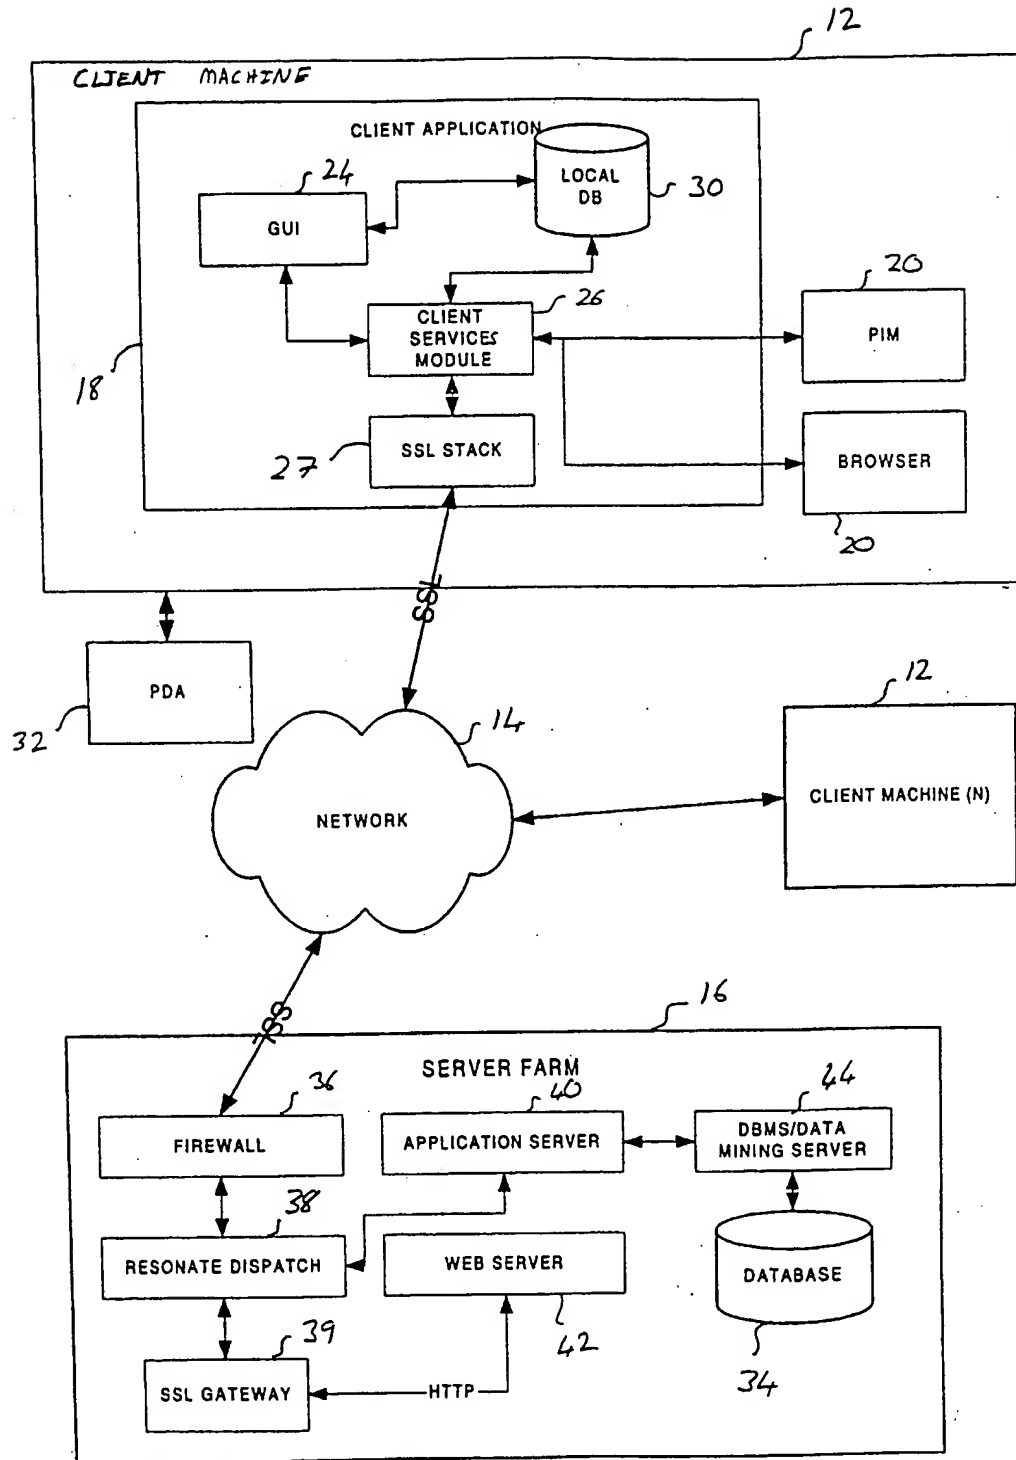 12
CLIENT MACHINE
CLIENT APPLICATION
24
GUI
LOCAL
DB
30
26
CLIENT
SERVICES
MODULE
20
PIM
18
27
SSL STACK
BROWSER
20
SSL
PDA
32
14
NETWORK
12
CLIENT MACHINE (N)
SSL
16
SERVER FARM
36
FIREWALL
40
APPLICATION SERVER
44
DBMS/DATA
MINING SERVER
38
RESONATE DISPATCH
WEB SERVER
42
DATABASE
34
39
SSL GATEWAY
HTTP